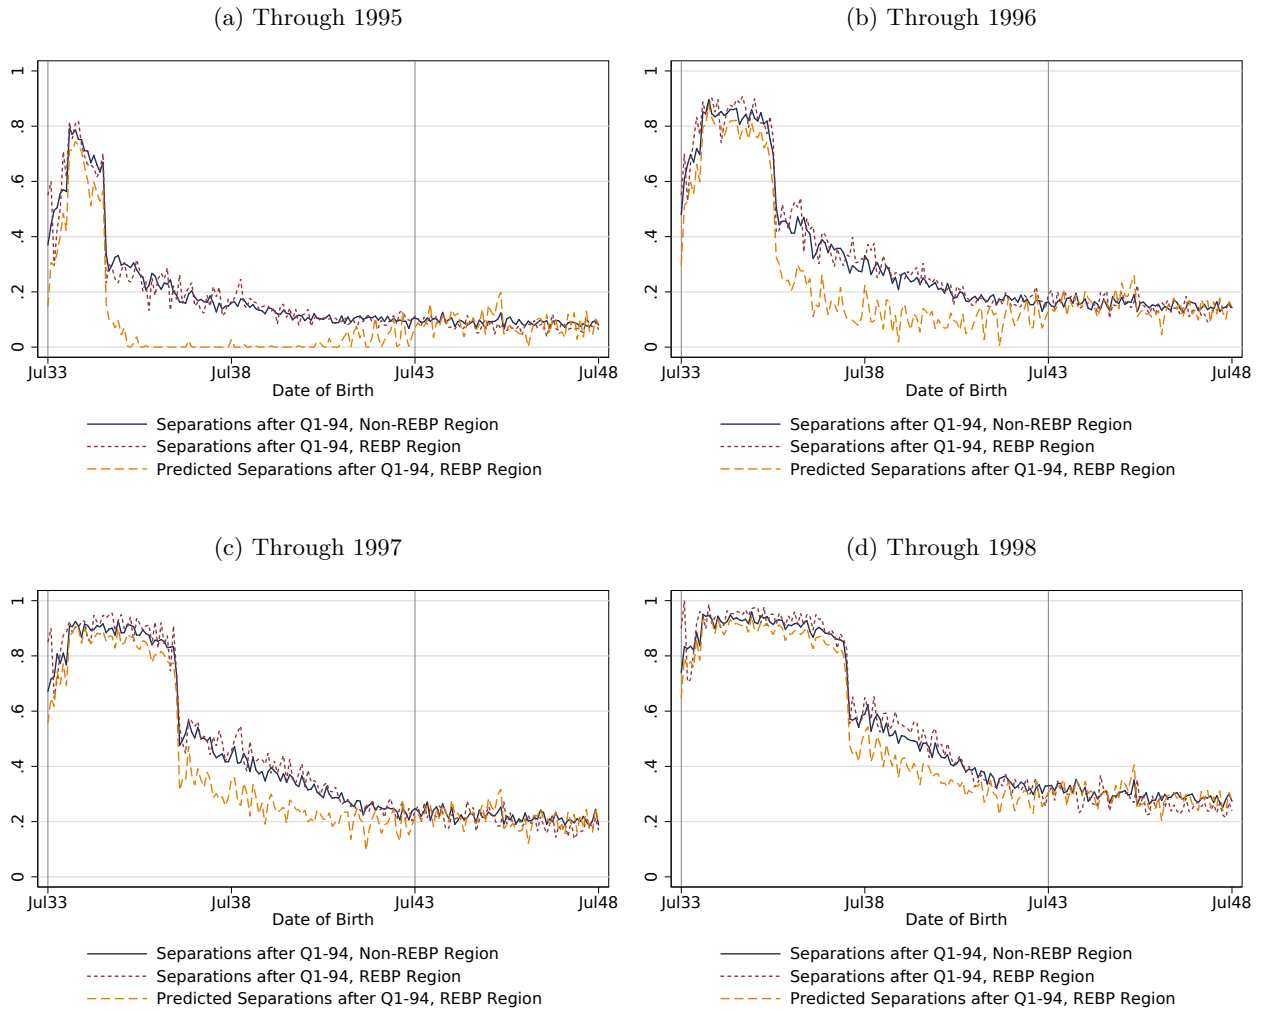 (a) Through 1995
1
.8
.6
.4
.2
0
Jul33 Jul38 Jul43 Jul48
Date of Birth
Separations after Q1-94, Non-REBP Region
Separations after Q1-94, REBP Region
Predicted Separations after Q1-94, REBP Region
(b) Through 1996
1
.8
.6
.4
.2
0
Jul33 Jul38 Jul43 Jul48
Date of Birth
Separations after Q1-94, Non-REBP Region
Separations after Q1-94, REBP Region
Predicted Separations after Q1-94, REBP Region
(c) Through 1997
1
.8
.6
.4
.2
0
Jul33 Jul38 Jul43 Jul48
Date of Birth
Separations after Q1-94, Non-REBP Region
Separations after Q1-94, REBP Region
Predicted Separations after Q1-94, REBP Region
(d) Through 1998
1
.8
.6
.4
.2
0
Jul33 Jul38 Jul43 Jul48
Date of Birth
Separations after Q1-94, Non-REBP Region
Separations after Q1-94, REBP Region
Predicted Separations after Q1-94, REBP Region